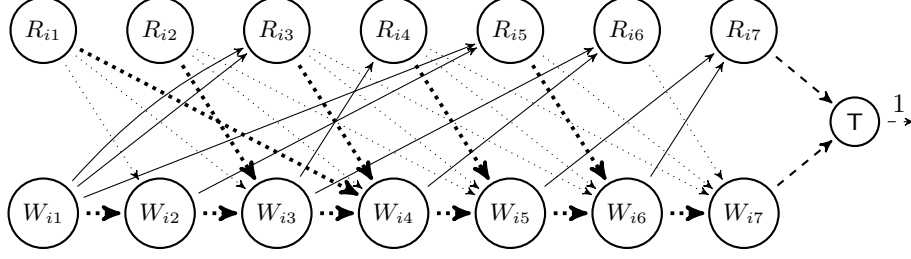 R_{i1} R_{i2} R_{i3} R_{i4} R_{i5} R_{i6} R_{i7}
1
T
W_{i1} W_{i2} W_{i3} W_{i4} W_{i5} W_{i6} W_{i7}